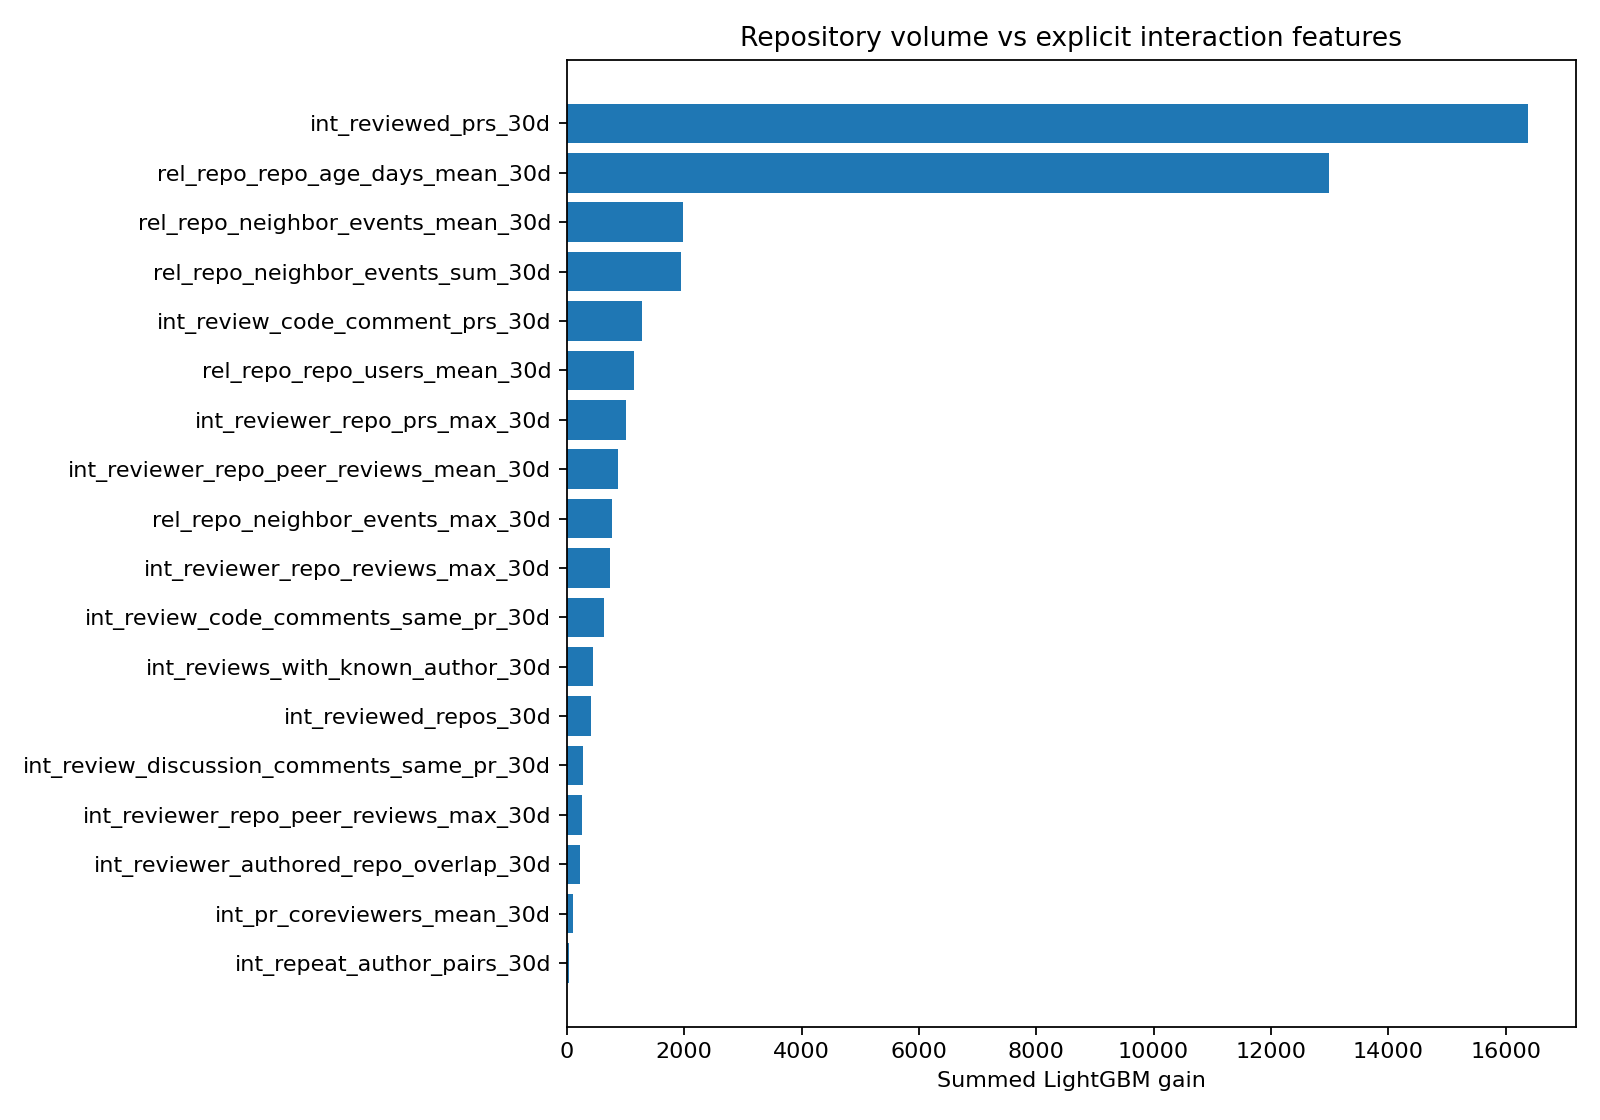 Repository volume vs explicit interaction features
int_reviewed_prs_30d
rel_repo_repo_age_days_mean_30d
rel_repo_neighbor_events_mean_30d
rel_repo_neighbor_events_sum_30d
int_review_code_comment_prs_30d
rel_repo_repo_users_mean_30d
int_reviewer_repo_prs_max_30d
int_reviewer_repo_peer_reviews_mean_30d
rel_repo_neighbor_events_max_30d
int_reviewer_repo_reviews_max_30d
int_review_code_comments_same_pr_30d
int_reviews_with_known_author_30d
int_reviewed_repos_30d
int_review_discussion_comments_same_pr_30d
int_reviewer_repo_peer_reviews_max_30d
int_reviewer_authored_repo_overlap_30d
int_pr_coreviewers_mean_30d
int_repeat_author_pairs_30d
0 2000 4000 6000 8000 10000 12000 14000 16000
Summed LightGBM gain